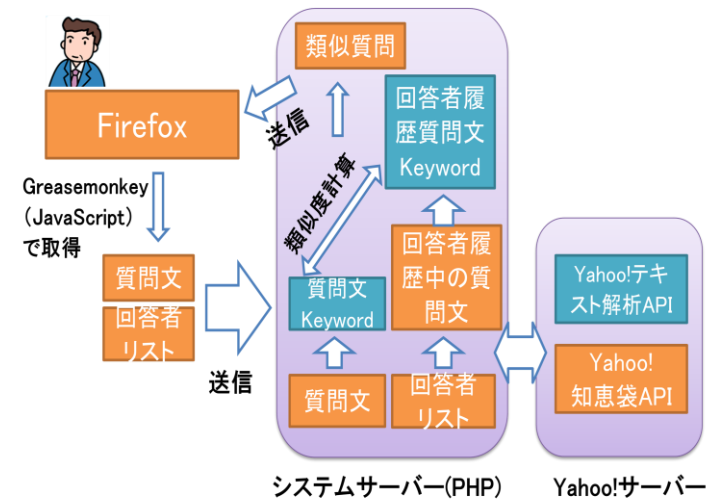 類似質問
Firefox
送信
回答者履
歴質問文
Keyword
類似度計算
Greasemonkey
(JavaScript)
で取得
質問文
回答者
リスト
送信
質問文
Keyword
回答者履
歴中の質
問文
質問文
回答者
リスト
Yahoo!テキ
スト解析API
Yahoo!
知恵袋API
システムサーバー(PHP)
Yahoo!サーバー